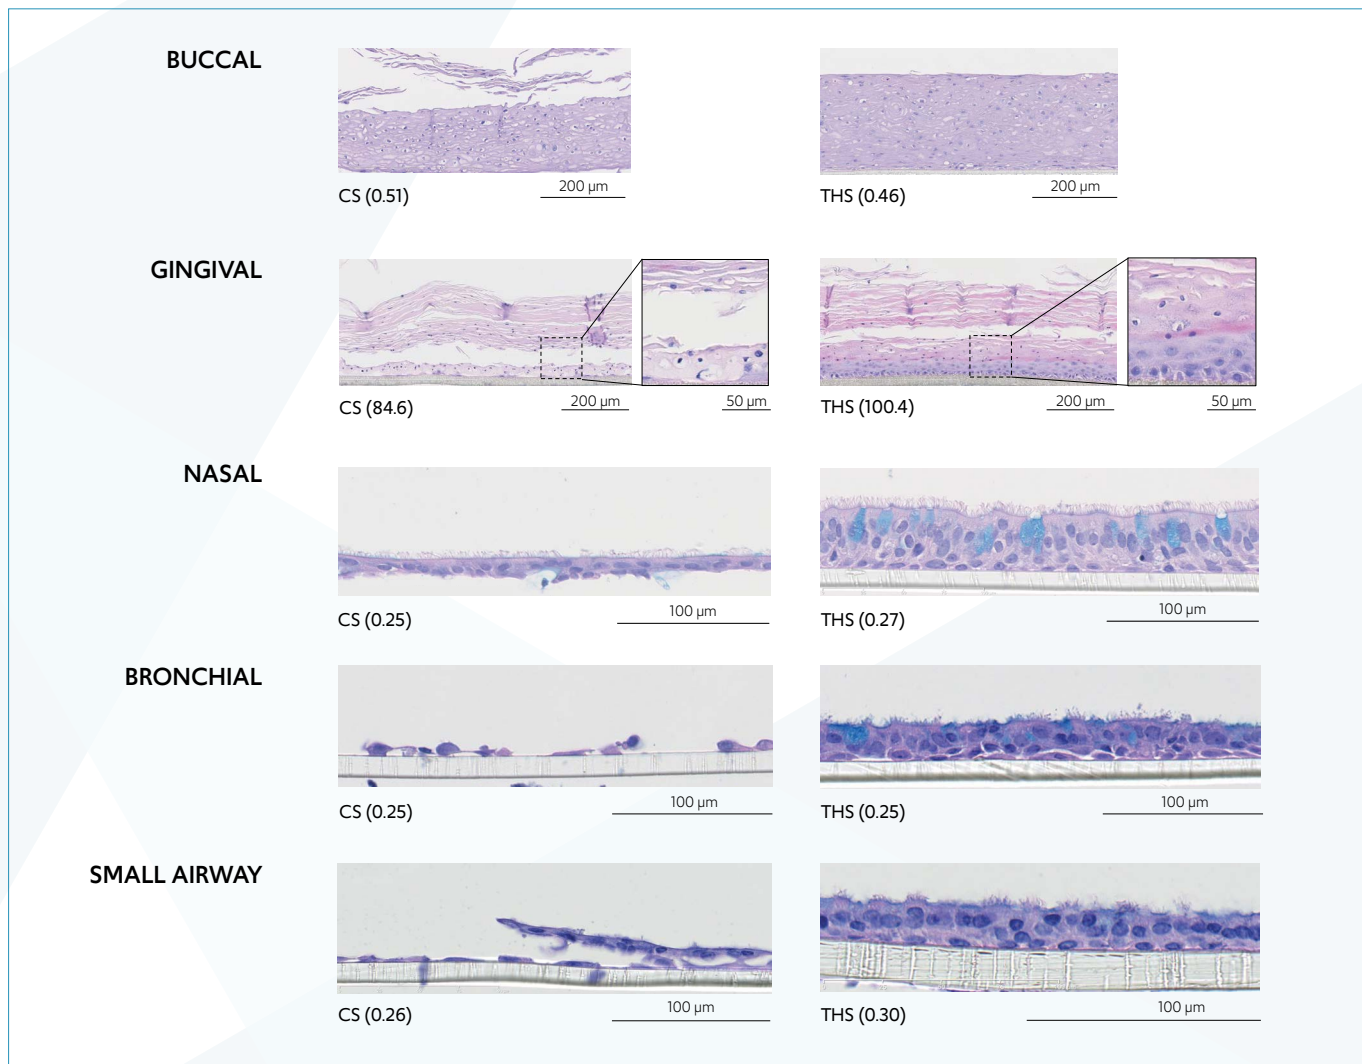 BUCCAL
CS (0.51)
200 µm
THS (0.46)
200 µm
GINGIVAL
CS (84.6)
200 µm
50 µm
THS (100.4)
200 µm
50 µm
NASAL
CS (0.25)
100 µm
THS (0.27)
100 µm
BRONCHIAL
CS (0.25)
100 µm
THS (0.25)
100 µm
SMALL AIRWAY
CS (0.26)
100 µm
THS (0.30)
100 µm